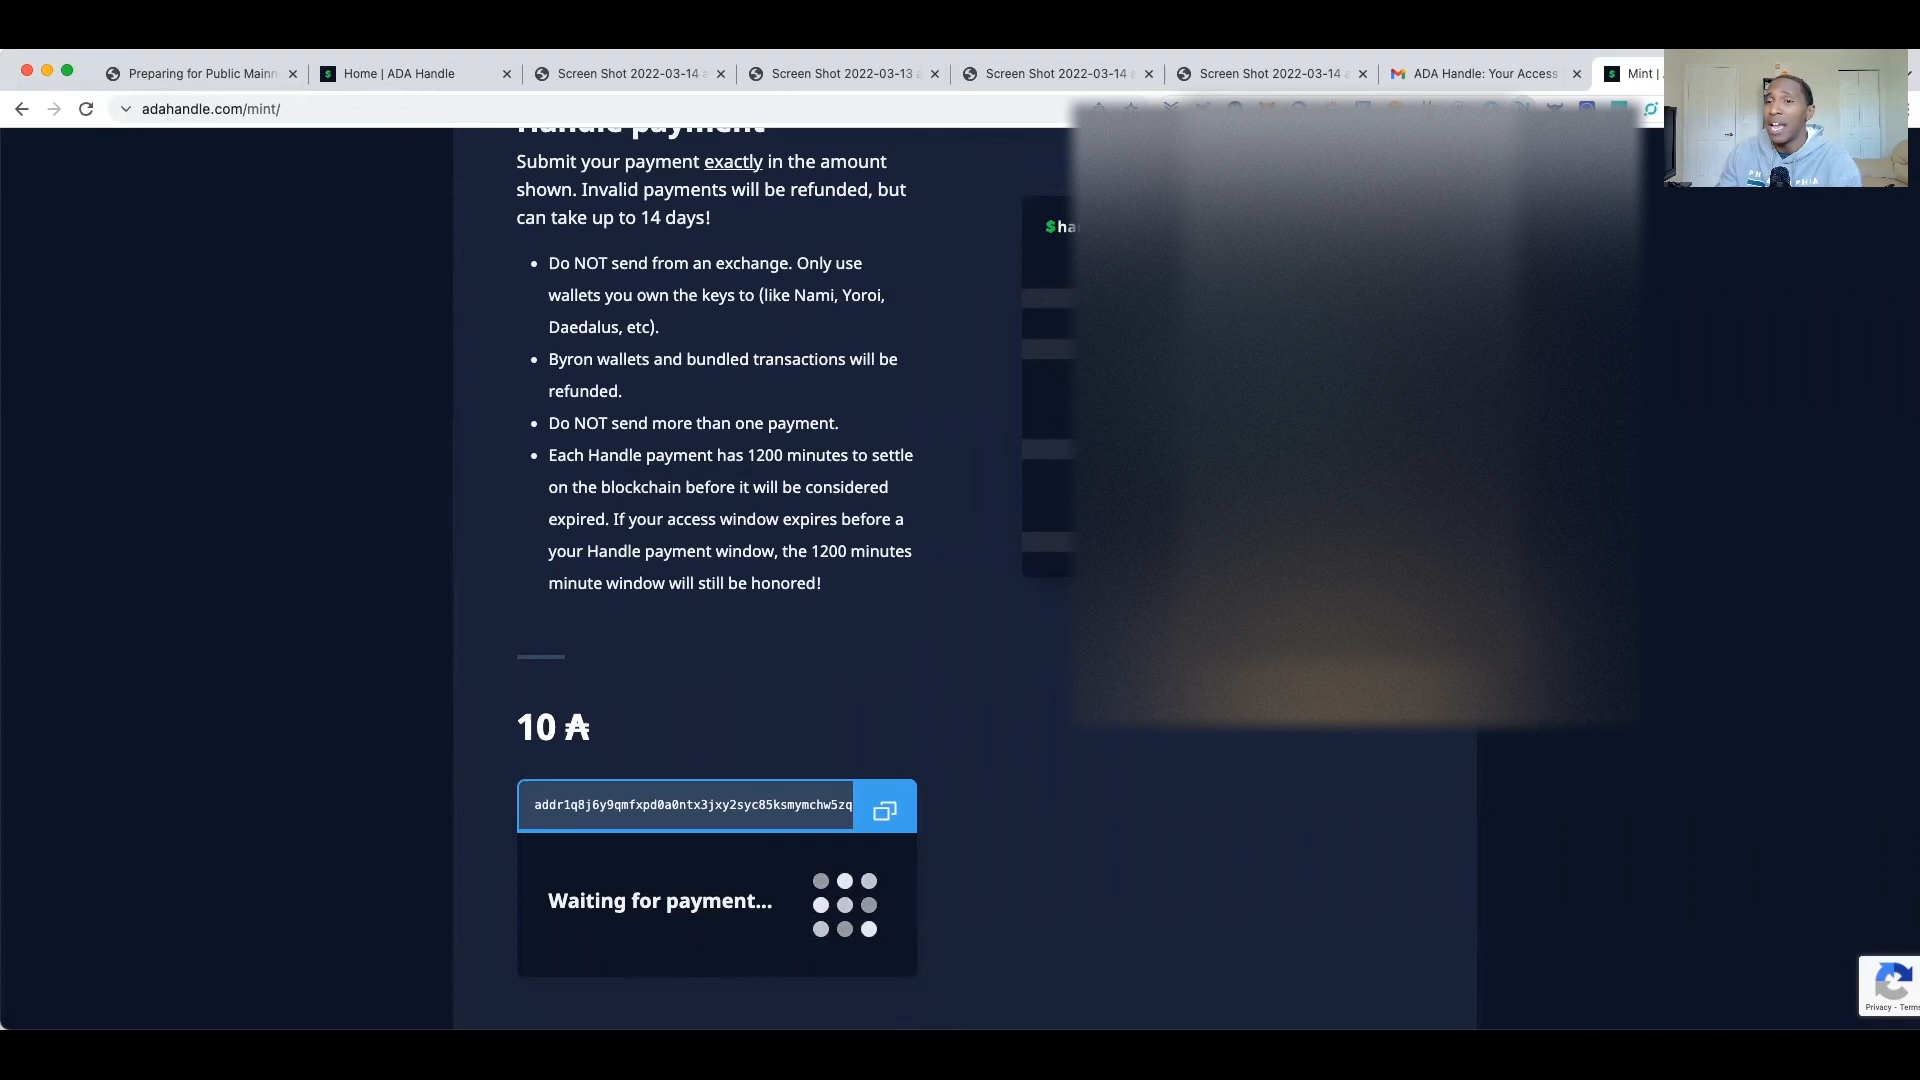 Preparing for Public Mainn
Home | ADA Handle
Screen Shot 2022-03-14 a
Screen Shot 2022-03-13 a
Screen Shot 2022-03-14 a
Screen Shot 2022-03-14 a
ADA Handle: Your Access
Mint |
adahandle.com/mint/
Handle payment
Submit your payment exactly in the amount
shown. Invalid payments will be refunded, but
can take up to 14 days!
$ha
Do NOT send from an exchange. Only use
wallets you own the keys to (like Nami, Yoroi,
Daedalus, etc).
Byron wallets and bundled transactions will be
refunded.
Do NOT send more than one payment.
Each Handle payment has 1200 minutes to settle
on the blockchain before it will be considered
expired. If your access window expires before a
your Handle payment window, the 1200 minutes
minute window will still be honored!
10 ₳
addr1q8j6y9qmfxpd0a0ntx3jxy2syc85ksmymchw5zq
Waiting for payment...
Privacy - Terms